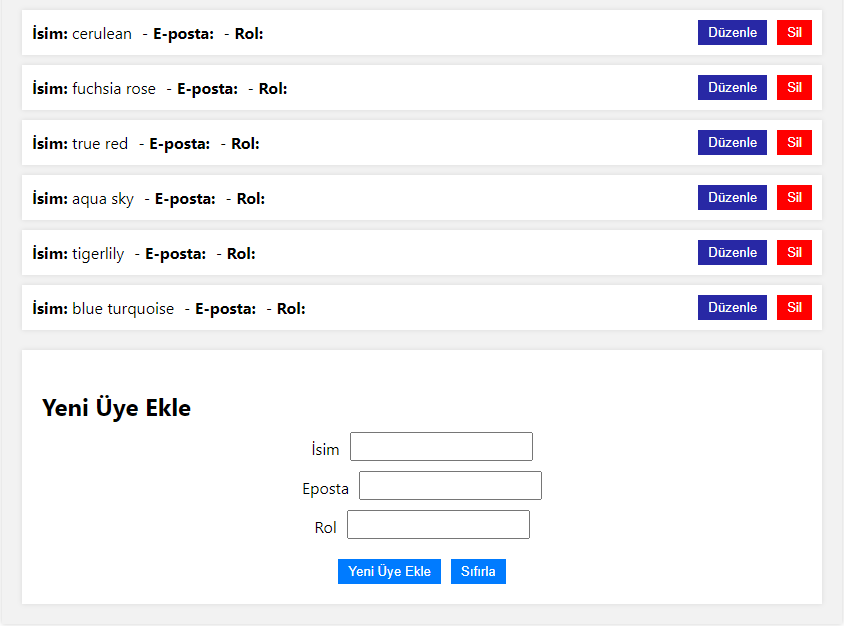 İsim: cerulean - E-posta: - Rol: Düzenle Sil
İsim: fuchsia rose - E-posta: - Rol: Düzenle Sil
İsim: true red - E-posta: - Rol: Düzenle Sil
İsim: aqua sky - E-posta: - Rol: Düzenle Sil
İsim: tigerlily - E-posta: - Rol: Düzenle Sil
İsim: blue turquoise - E-posta: - Rol: Düzenle Sil
Yeni Üye Ekle
İsim
Eposta
Rol
Yeni Üye Ekle Sıfırla